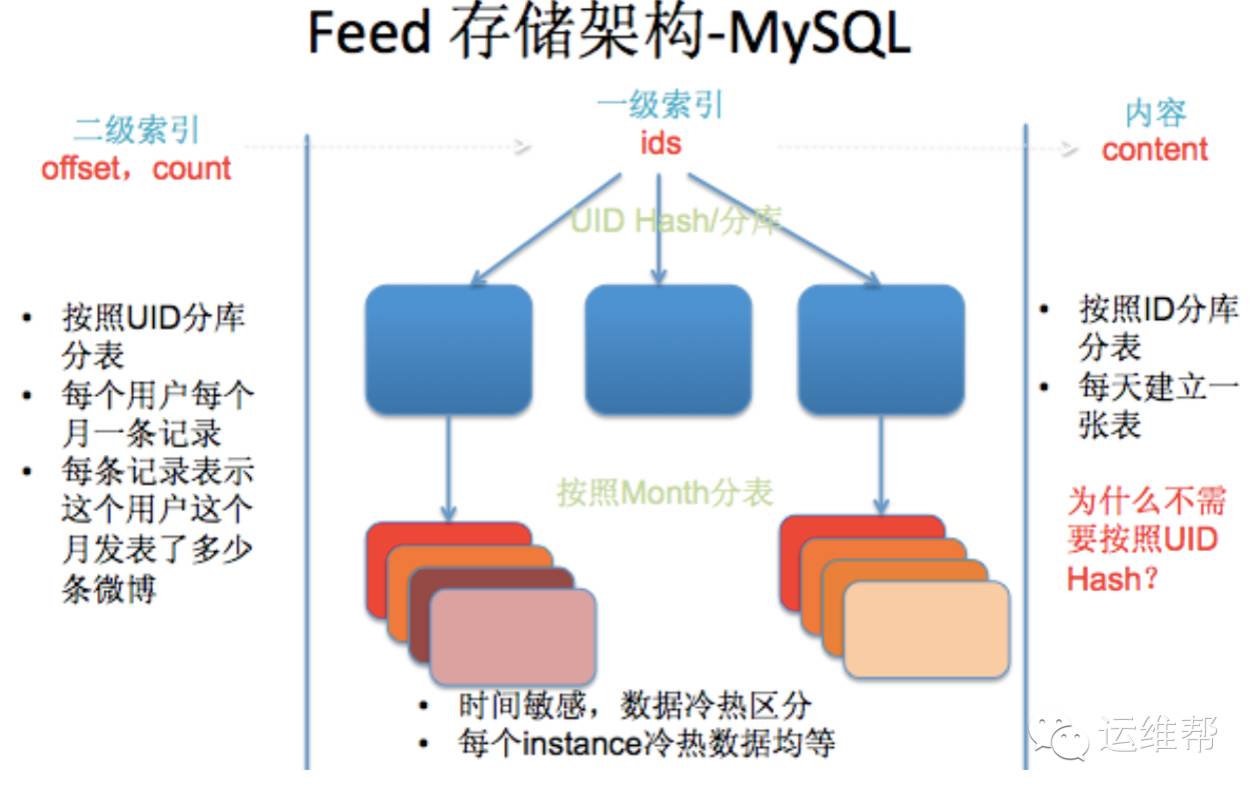 Feed 存储架构-MySQL
二级索引
offset，count
一级索引
ids
内容
content
UID Hash/分库
• 按照UID分库
分表
• 每个用户每个
月一条记录
• 每条记录表示
这个用户这个
月发表了多少
条微博
按照Month分表
• 时间敏感，数据冷热区分
• 每个instance冷热数据均等
• 按照ID分库
分表
• 每天建立一
张表
为什么不需
要按照UID
Hash？
运维帮